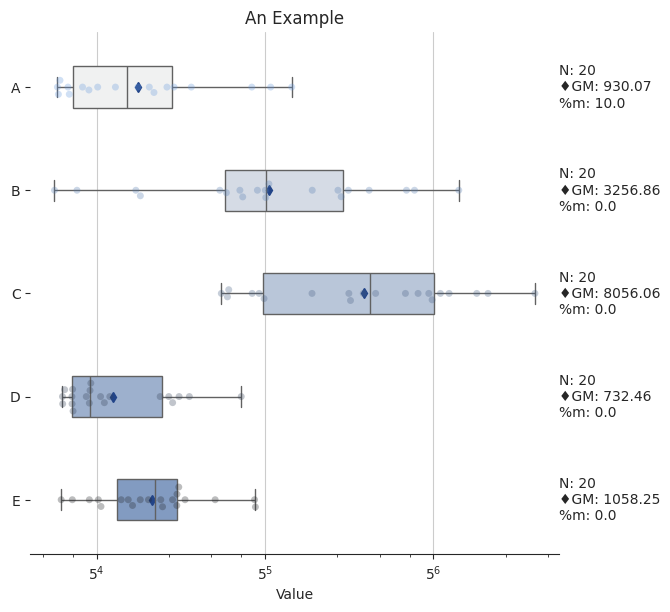 An Example
A
N: 20
♦GM: 930.07
%m: 10.0
B
N: 20
♦GM: 3256.86
%m: 0.0
C
N: 20
♦GM: 8056.06
%m: 0.0
D
N: 20
♦GM: 732.46
%m: 0.0
E
N: 20
♦GM: 1058.25
%m: 0.0
5⁴ 5⁵ 5⁶
Value